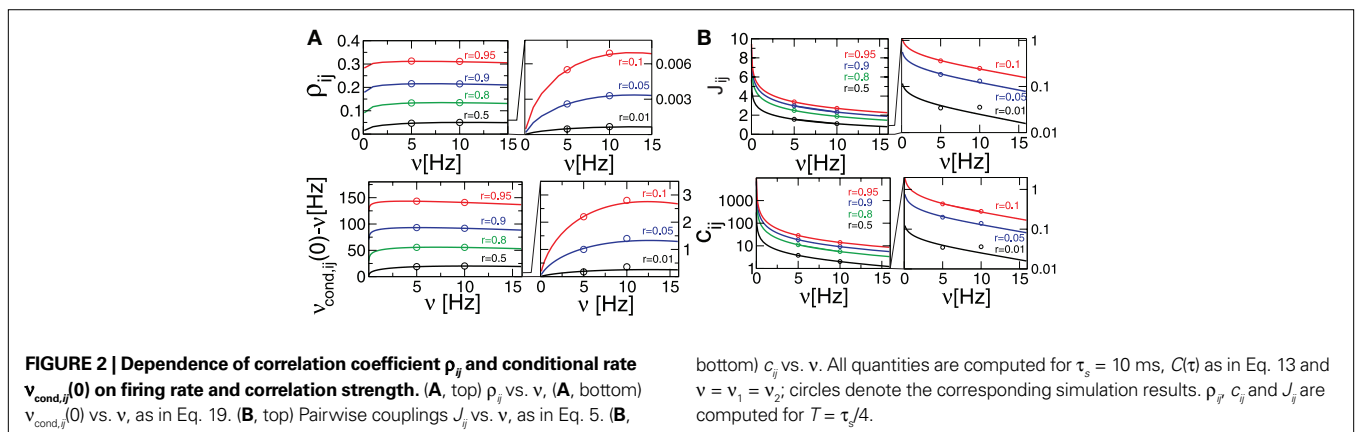 A
0.4
0.3
0.2
0.1
0
ρij
r=0.95
r=0.9
r=0.8
r=0.5
0 5 10 15
ν[Hz]
r=0.1
r=0.05
r=0.01
0.006
0.003
0 5 10 15
ν[Hz]
B
10
8
6
4
2
0
Jij
r=0.95
r=0.9
r=0.8
r=0.5
0 5 10 15
ν[Hz]
r=0.1
r=0.05
r=0.01
1
0.1
0.01
0 5 10 15
ν[Hz]
150
125
75
50
25
0
νcond,ij(0)-ν[Hz]
r=0.95
r=0.9
r=0.8
r=0.5
0 5 10 15
ν [Hz]
r=0.1
r=0.05
r=0.01
3
2
1
0 5 10 15
ν [Hz]
1000
100
10
1
Cij
r=0.95
r=0.9
r=0.8
r=0.5
0 5 10 15
ν [Hz]
r=0.1
r=0.05
r=0.01
1
0.1
0.01
0 5 10 15
ν [Hz]
FIGURE 2 | Dependence of correlation coefficient ρij and conditional rate
νcond,ij(0) on firing rate and correlation strength. (A, top) ρij vs. ν, (A, bottom)
νcond,ij(0) vs. ν, as in Eq. 19. (B, top) Pairwise couplings Jij vs. ν, as in Eq. 5. (B,
bottom) cij vs. ν. All quantities are computed for τs = 10 ms, C(τ) as in Eq. 13 and
ν = ν1 = ν2; circles denote the corresponding simulation results. ρij, cij and Jij are
computed for T = τs/4.